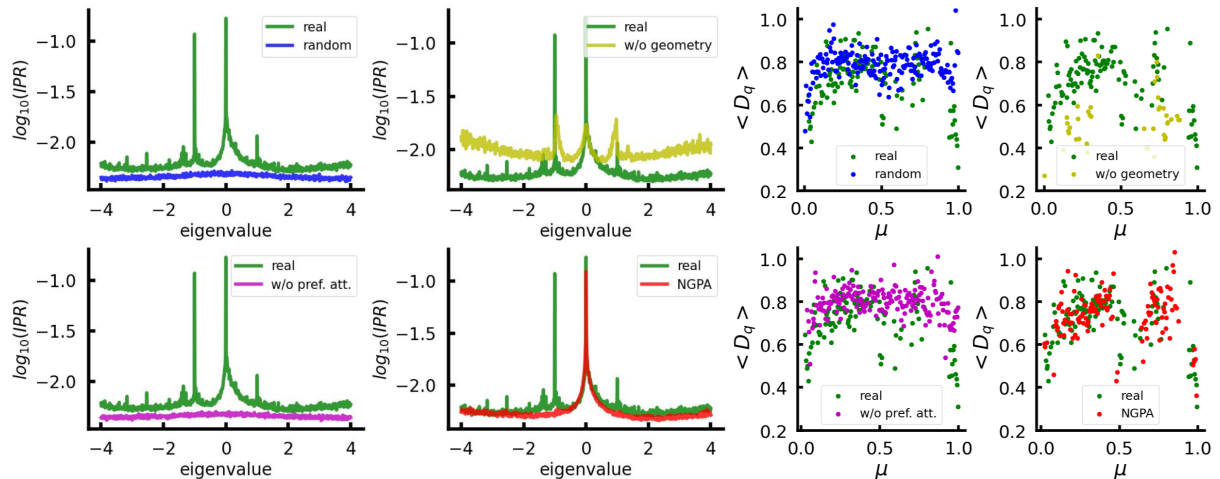 real
random
−1.0
−1.5
−2.0
log₁₀(IPR)
−4 −2 0 2 4
eigenvalue
real
w/o geometry
−1.0
−1.5
−2.0
log₁₀(IPR)
−4 −2 0 2 4
eigenvalue
1.0
0.8
0.6
0.4
0.2
< D_q >
real
random
0.0 0.5 1.0
μ
1.0
0.8
0.6
0.4
0.2
< D_q >
real
w/o geometry
0.0 0.5 1.0
μ
real
w/o pref. att.
−1.0
−1.5
−2.0
log₁₀(IPR)
−4 −2 0 2 4
eigenvalue
real
NGPA
−1.0
−1.5
−2.0
log₁₀(IPR)
−4 −2 0 2 4
eigenvalue
1.0
0.8
0.6
0.4
0.2
< D_q >
real
w/o pref. att.
0.0 0.5 1.0
μ
1.0
0.8
0.6
0.4
0.2
< D_q >
real
NGPA
0.0 0.5 1.0
μ